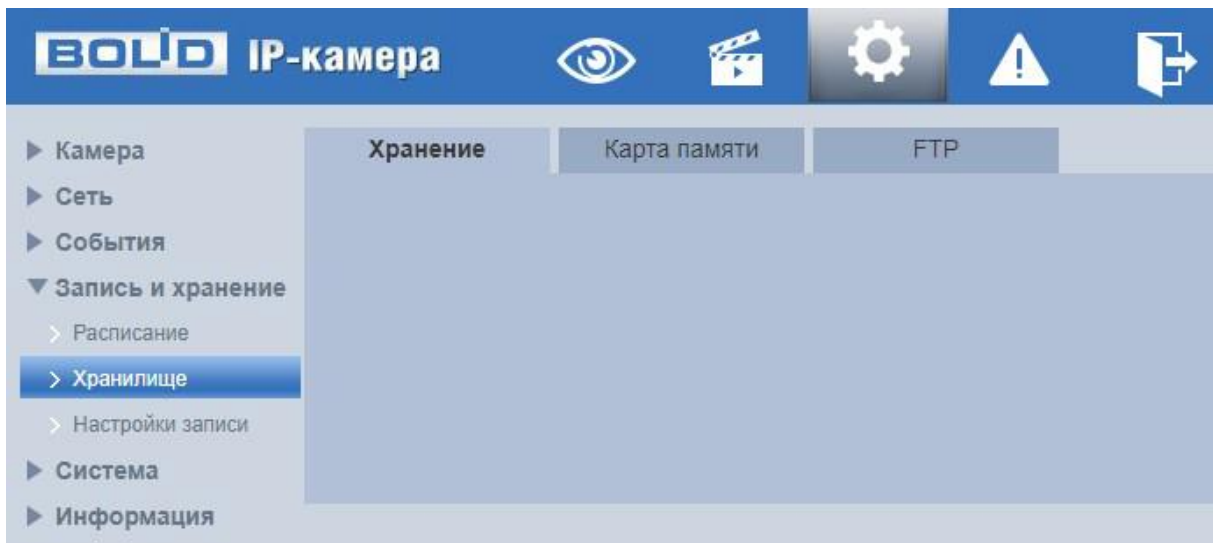 BOLID IP-камера
Камера
Сеть
События
Запись и хранение
Расписание
Хранилище
Настройки записи
Система
Информация
Хранение Карта памяти FTP